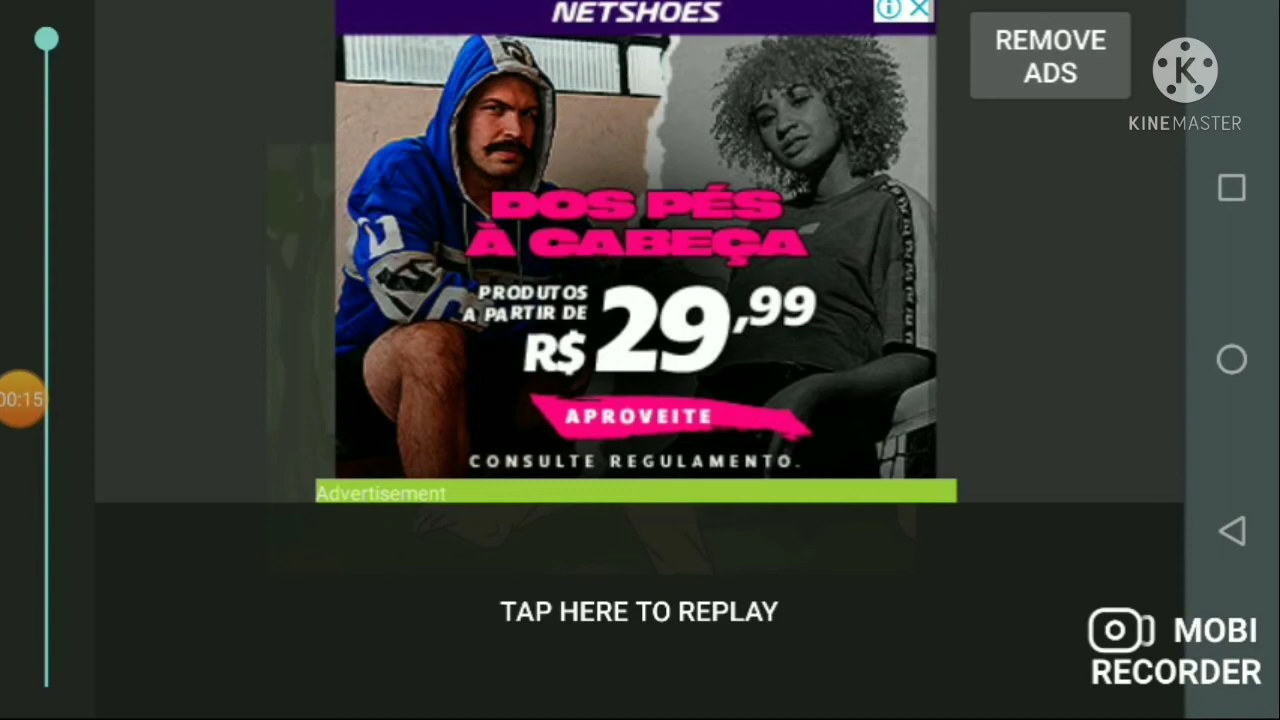 NETSHOES
REMOVE
ADS
K
KINEMASTER
DOS PÉS
À CABEÇA
PRODUTOS
A PARTIR DE
R$ 29,99
APROVEITE
CONSULTE REGULAMENTO.
00:15
Advertisement
TAP HERE TO REPLAY
MOBI
RECORDER